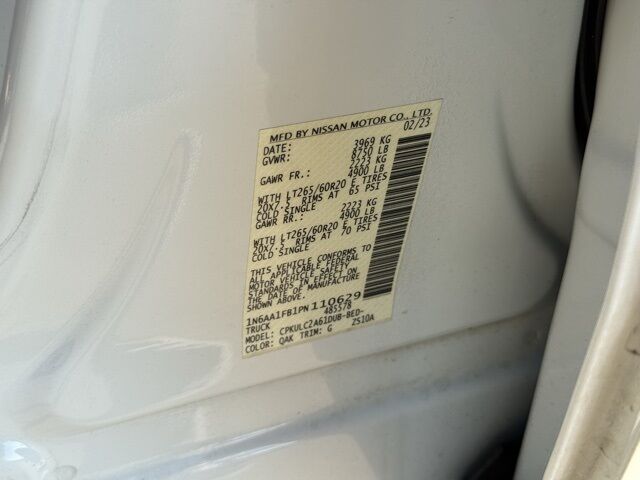 MFD BY NISSAN MOTOR CO., LTD.
DATE: 02/23
GVWR: 3969 KG
8750 LB
GAWR FR.: 2223 KG
4900 LB
WITH LT265/60R20 E TIRES
20X7.5 RIMS AT 65 PSI
COLD SINGLE
GAWR RR.: 2223 KG
4900 LB
WITH LT265/60R20 E TIRES
20X7.5 RIMS AT 70 PSI
COLD SINGLE
THIS VEHICLE CONFORMS TO
ALL APPLICABLE FEDERAL
MOTOR VEHICLE SAFETY
STANDARDS IN EFFECT ON
THE DATE OF MANUFACTURE
SHOWN ABOVE.
1N6AA1FB1PN110629
TRUCK 485578
MODEL: CPKULC2A61DUB-BED-
COLOR: QAK TRIM: G ZS10A